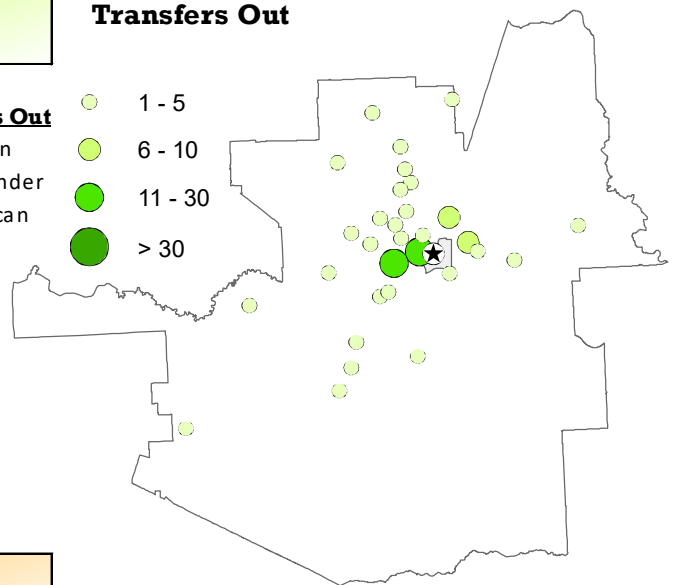 Transfers Out
s Out
n
nder
can
1 - 5
6 - 10
11 - 30
> 30